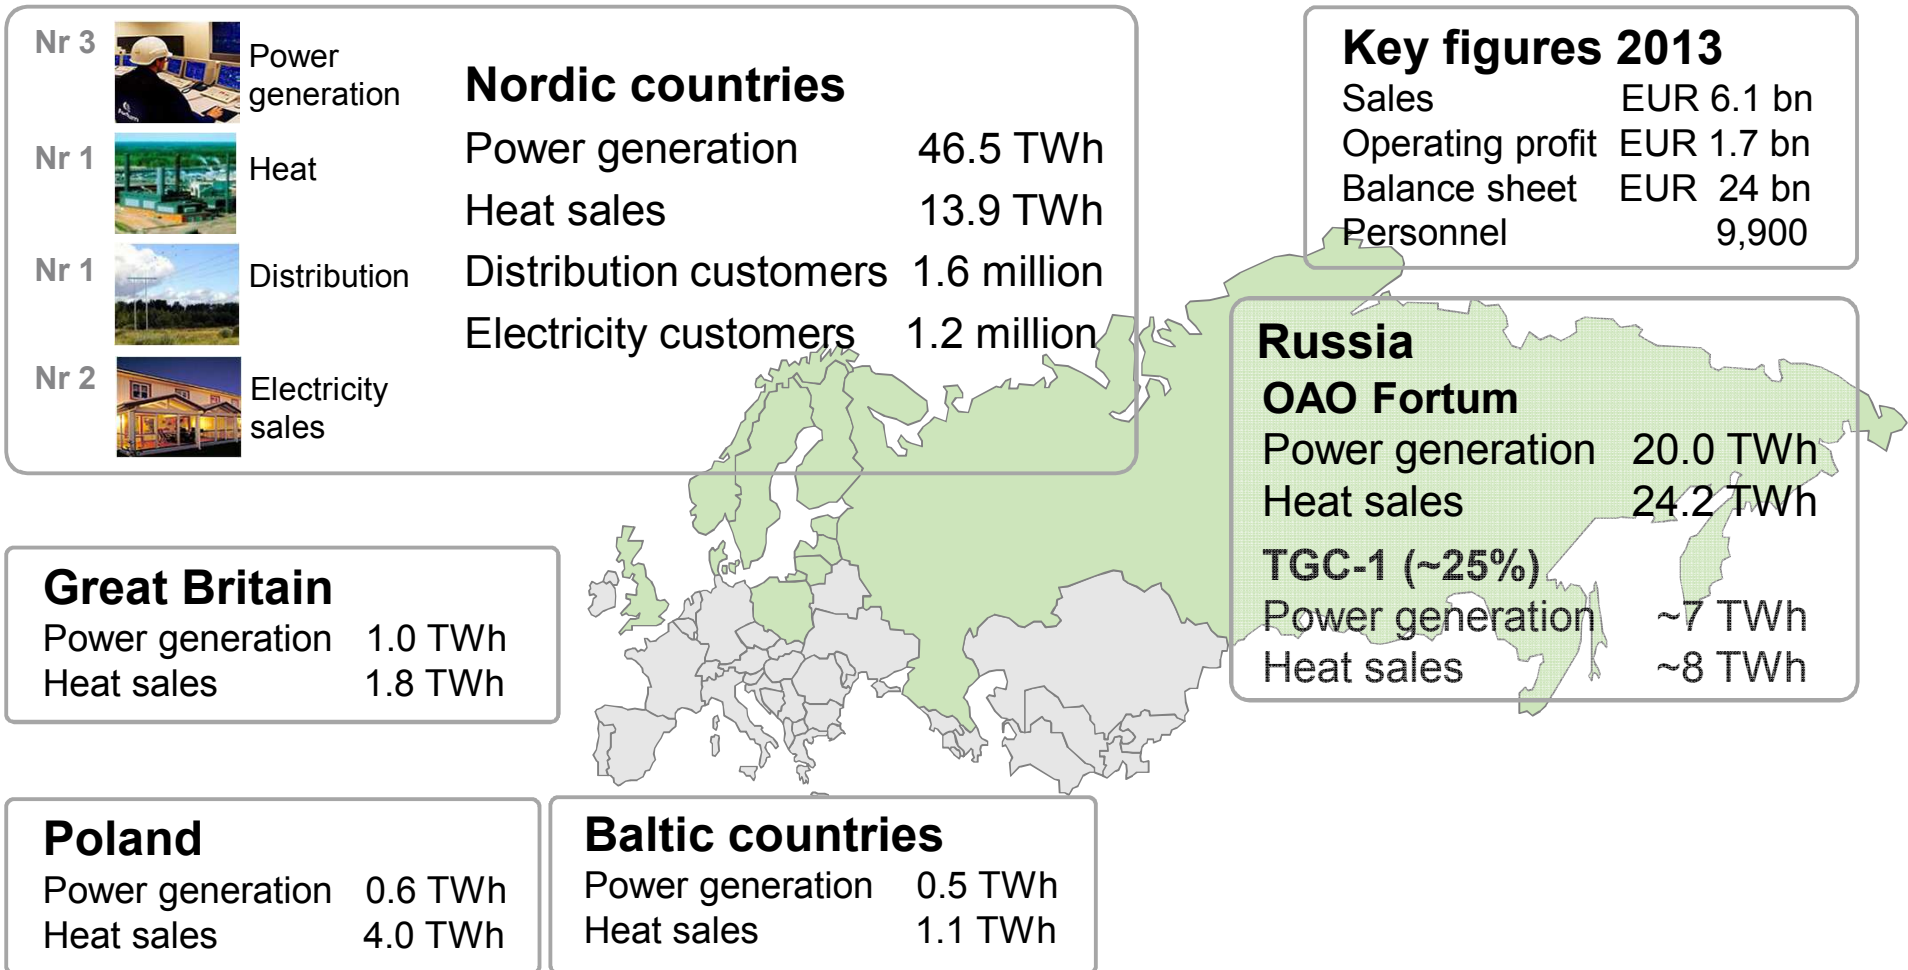 Nr 3
Power
generation
Nr 1
Heat
Nr 1
Distribution
Nr 2
Electricity
sales
Nordic countries
Power generation 46.5 TWh
Heat sales 13.9 TWh
Distribution customers 1.6 million
Electricity customers 1.2 million
Key figures 2013
Sales EUR 6.1 bn
Operating profit EUR 1.7 bn
Balance sheet EUR 24 bn
Personnel 9,900
Russia
OAO Fortum
Power generation 20.0 TWh
Heat sales 24.2 TWh
TGC-1 (~25%)
Power generation ~7 TWh
Heat sales ~8 TWh
Great Britain
Power generation 1.0 TWh
Heat sales 1.8 TWh
Poland
Power generation 0.6 TWh
Heat sales 4.0 TWh
Baltic countries
Power generation 0.5 TWh
Heat sales 1.1 TWh